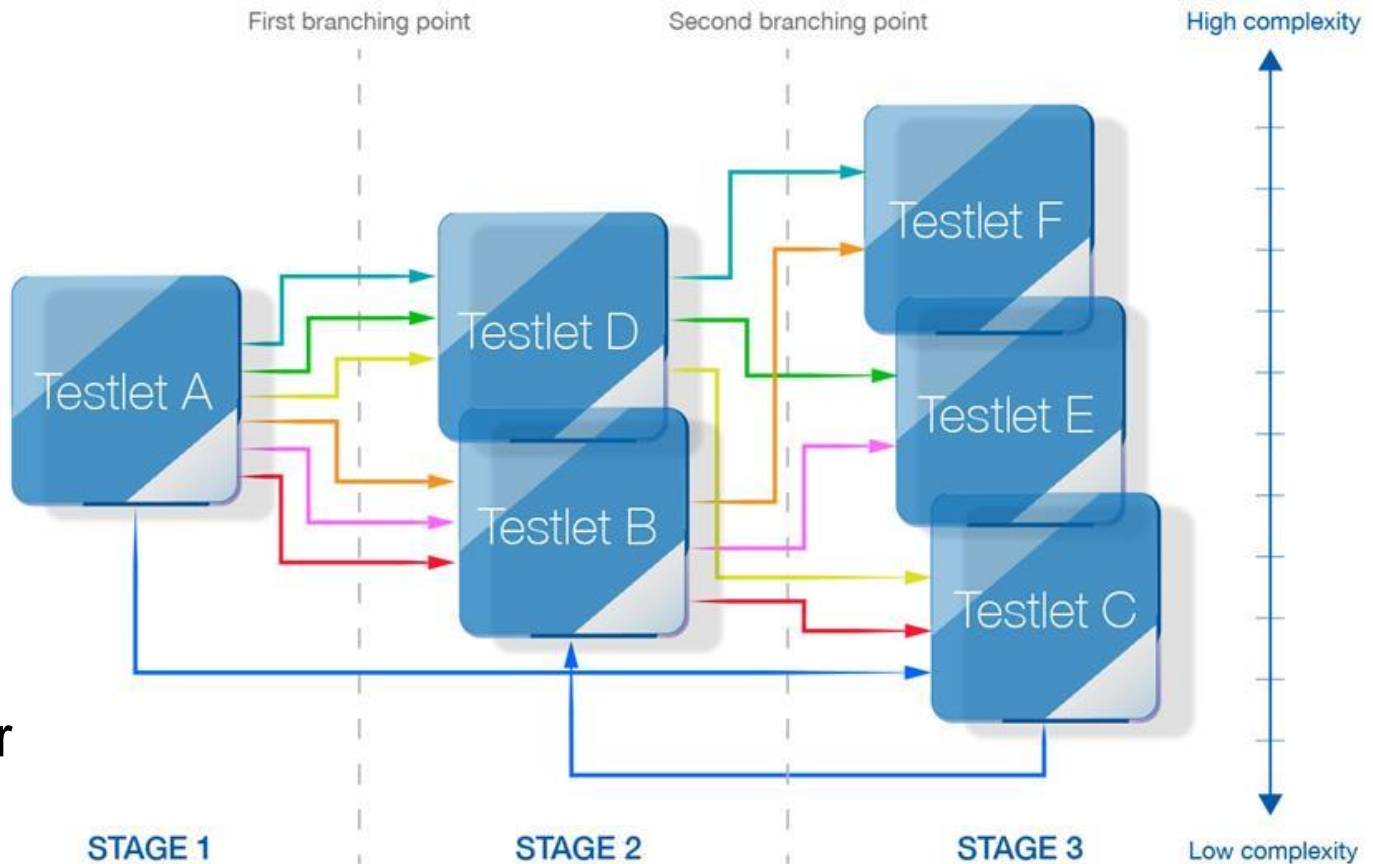 First branching point
Second branching point
High complexity
Testlet F
Testlet D
Testlet A
Testlet E
Testlet B
Testlet C
r
STAGE 1
STAGE 2
STAGE 3
Low complexity